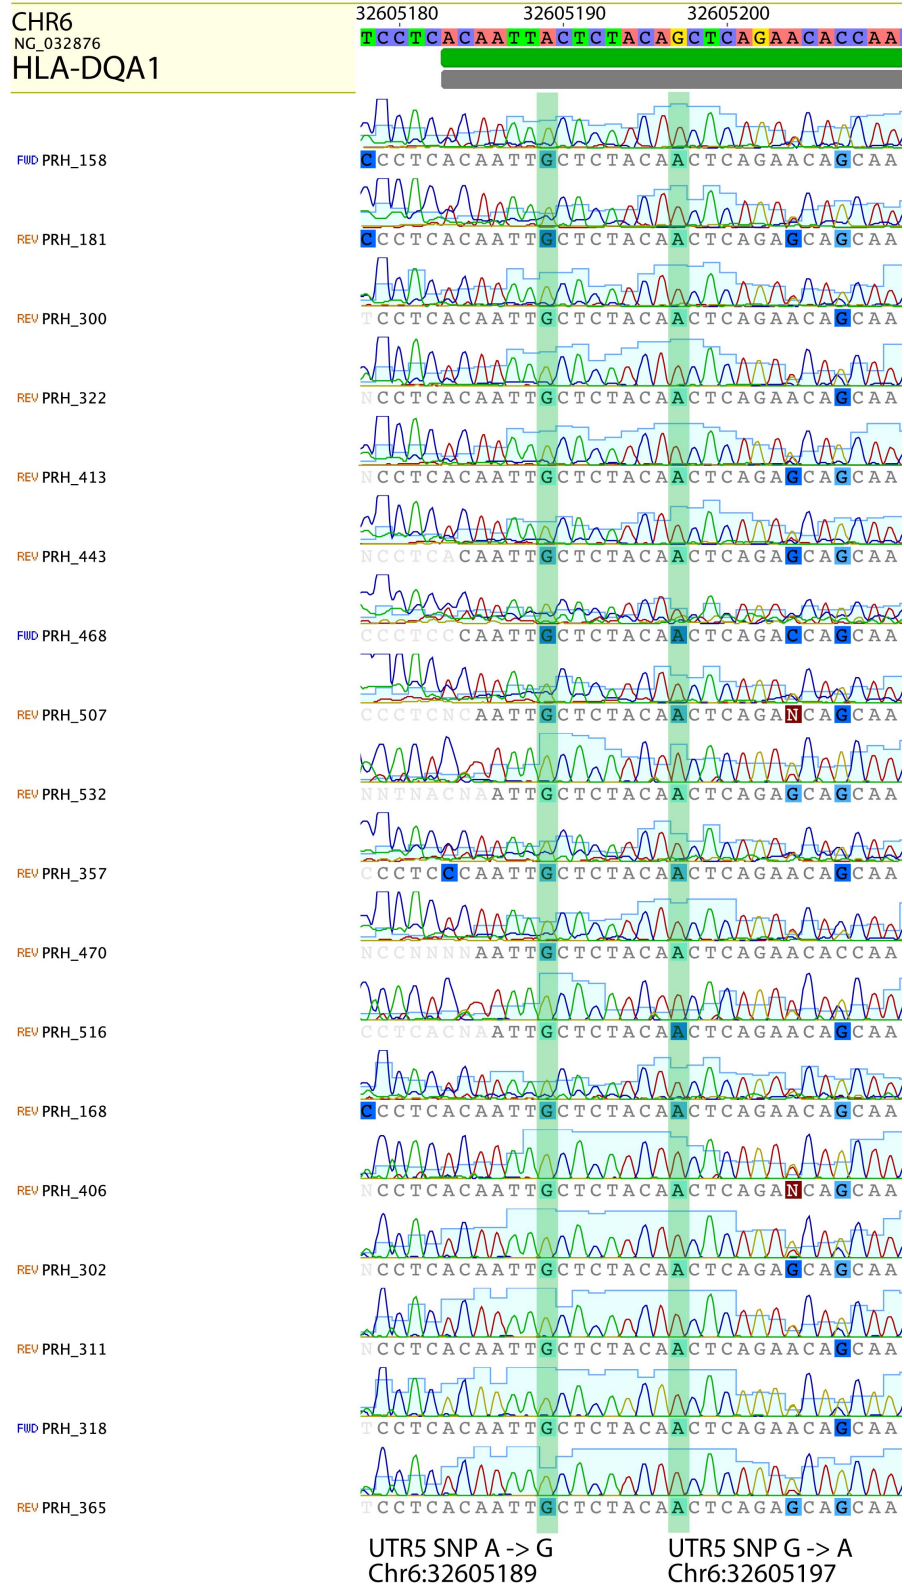 32605180 32605190 32605200
CHR6 TCCTCACAATTACTCTACAGCTCAGAACACCAA
NG_032876
HLA-DQA1
FWD PRH_158 CCCTCACAATTGCTCTACAACTCAGAACAGCAA
REV PRH_181 CCCTCACAATTGCTCTACAACTCAGAGCAGCAA
REV PRH_300 TCCTCACAATTGCTCTACAACTCAGAACAGCAA
REV PRH_322 NCCTCACAATTGCTCTACAACTCAGAACAGCAA
REV PRH_413 NCCTCACAATTGCTCTACAACTCAGAGCAGCAA
REV PRH_443 NCCTCACAATTGCTCTACAACTCAGAGCAGCAA
FWD PRH_468 CCCTCCCAATTGCTCTACAACTCAGACCAGCAA
REV PRH_507 CCCTCNCAATTGCTCTACAACTCAGANCAGCAA
REV PRH_532 NNTNACNAATTGCTCTACAACTCAGAGCAGCAA
REV PRH_357 CCCTCCCAATTGCTCTACAACTCAGAACAGCAA
REV PRH_470 NCCNNNNAATTGCTCTACAACTCAGAACACCAA
REV PRH_516 CCTCACNAATTGCTCTACAACTCAGAACAGCAA
REV PRH_168 CCCTCACAATTGCTCTACAACTCAGAACAGCAA
REV PRH_406 NCCTCACAATTGCTCTACAACTCAGANCAGCAA
REV PRH_302 NCCTCACAATTGCTCTACAACTCAGAGCAGCAA
REV PRH_311 NCCTCACAATTGCTCTACAACTCAGAACAGCAA
FWD PRH_318 TCCTCACAATTGCTCTACAACTCAGAACAGCAA
REV PRH_365 TCCTCACAATTGCTCTACAACTCAGAGCAGCAA
UTR5 SNP A -> G UTR5 SNP G -> A
Chr6:32605189 Chr6:32605197